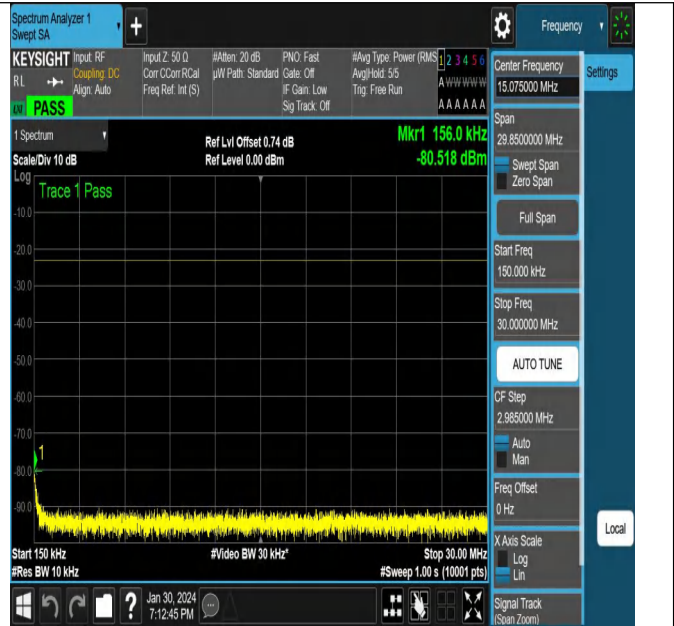 Spectrum Analyzer 1
Swept SA
+
Frequency
KEYSIGHT
RL
PASS
Input: RF
Coupling: DC
Align: Auto
Input Z: 50 Ω
Corr CCorr RCal
Freq Ref: Int (S)
#Atten: 20 dB
µW Path: Standard
PNO: Fast
Gate: Off
IF Gain: Low
Sig Track: Off
#Avg Type: Power (RMS
Avg|Hold: 5/5
Trig: Free Run
1 2 3 4 5 6
A W W W W W
A A A A A A
1 Spectrum
Scale/Div 10 dB
Ref Lvl Offset 0.74 dB
Ref Level 0.00 dBm
Mkr1 156.0 kHz
-80.518 dBm
Log
Trace 1 Pass
-10.0
-20.0
-30.0
-40.0
-50.0
-60.0
-70.0
1
-80.0
-90.0
Start 150 kHz
#Res BW 10 kHz
#Video BW 30 kHz*
Stop 30.00 MHz
#Sweep 1.00 s (10001 pts)
Jan 30, 2024
7:12:45 PM
?
Center Frequency
15.075000 MHz
Settings
Span
29.8500000 MHz
Swept Span
Zero Span
Full Span
Start Freq
150.000 kHz
Stop Freq
30.000000 MHz
AUTO TUNE
CF Step
2.985000 MHz
Auto
Man
Freq Offset
0 Hz
Local
X Axis Scale
Log
Lin
Signal Track
(Span Zoom)